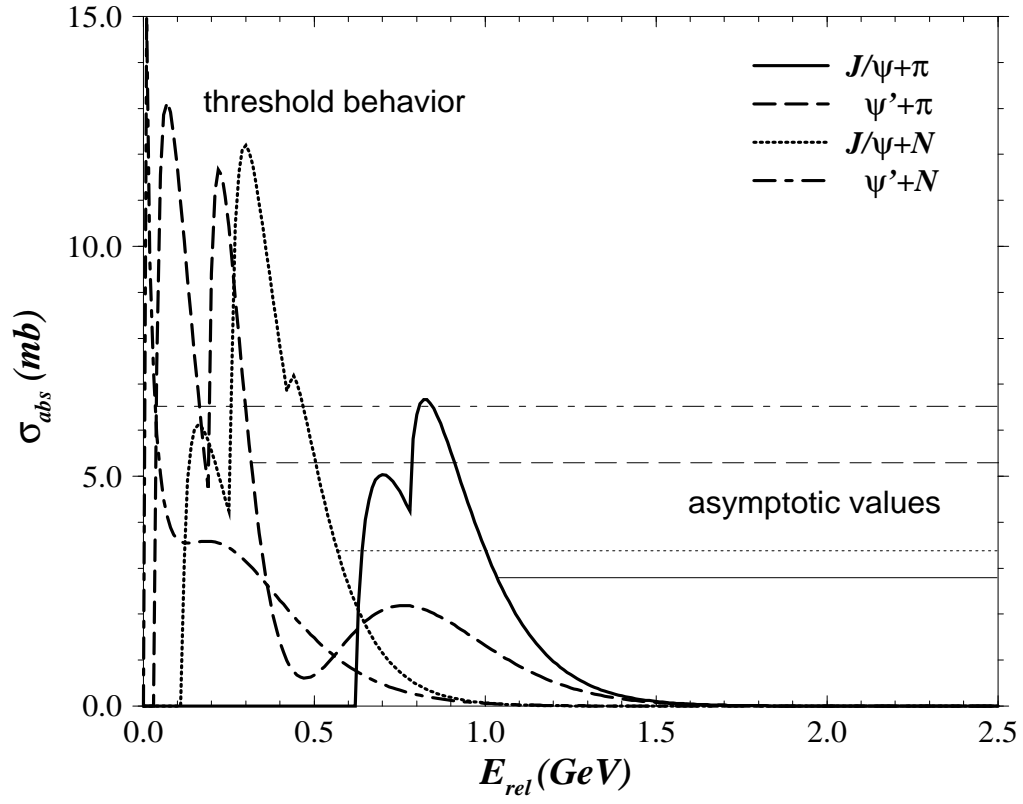 15.0
10.0
5.0
0.0
σabs (mb)
threshold behavior
J/ψ+π
ψ’+π
J/ψ+N
ψ’+N
asymptotic values
0.0 0.5 1.0 1.5 2.0 2.5
Erel (GeV)